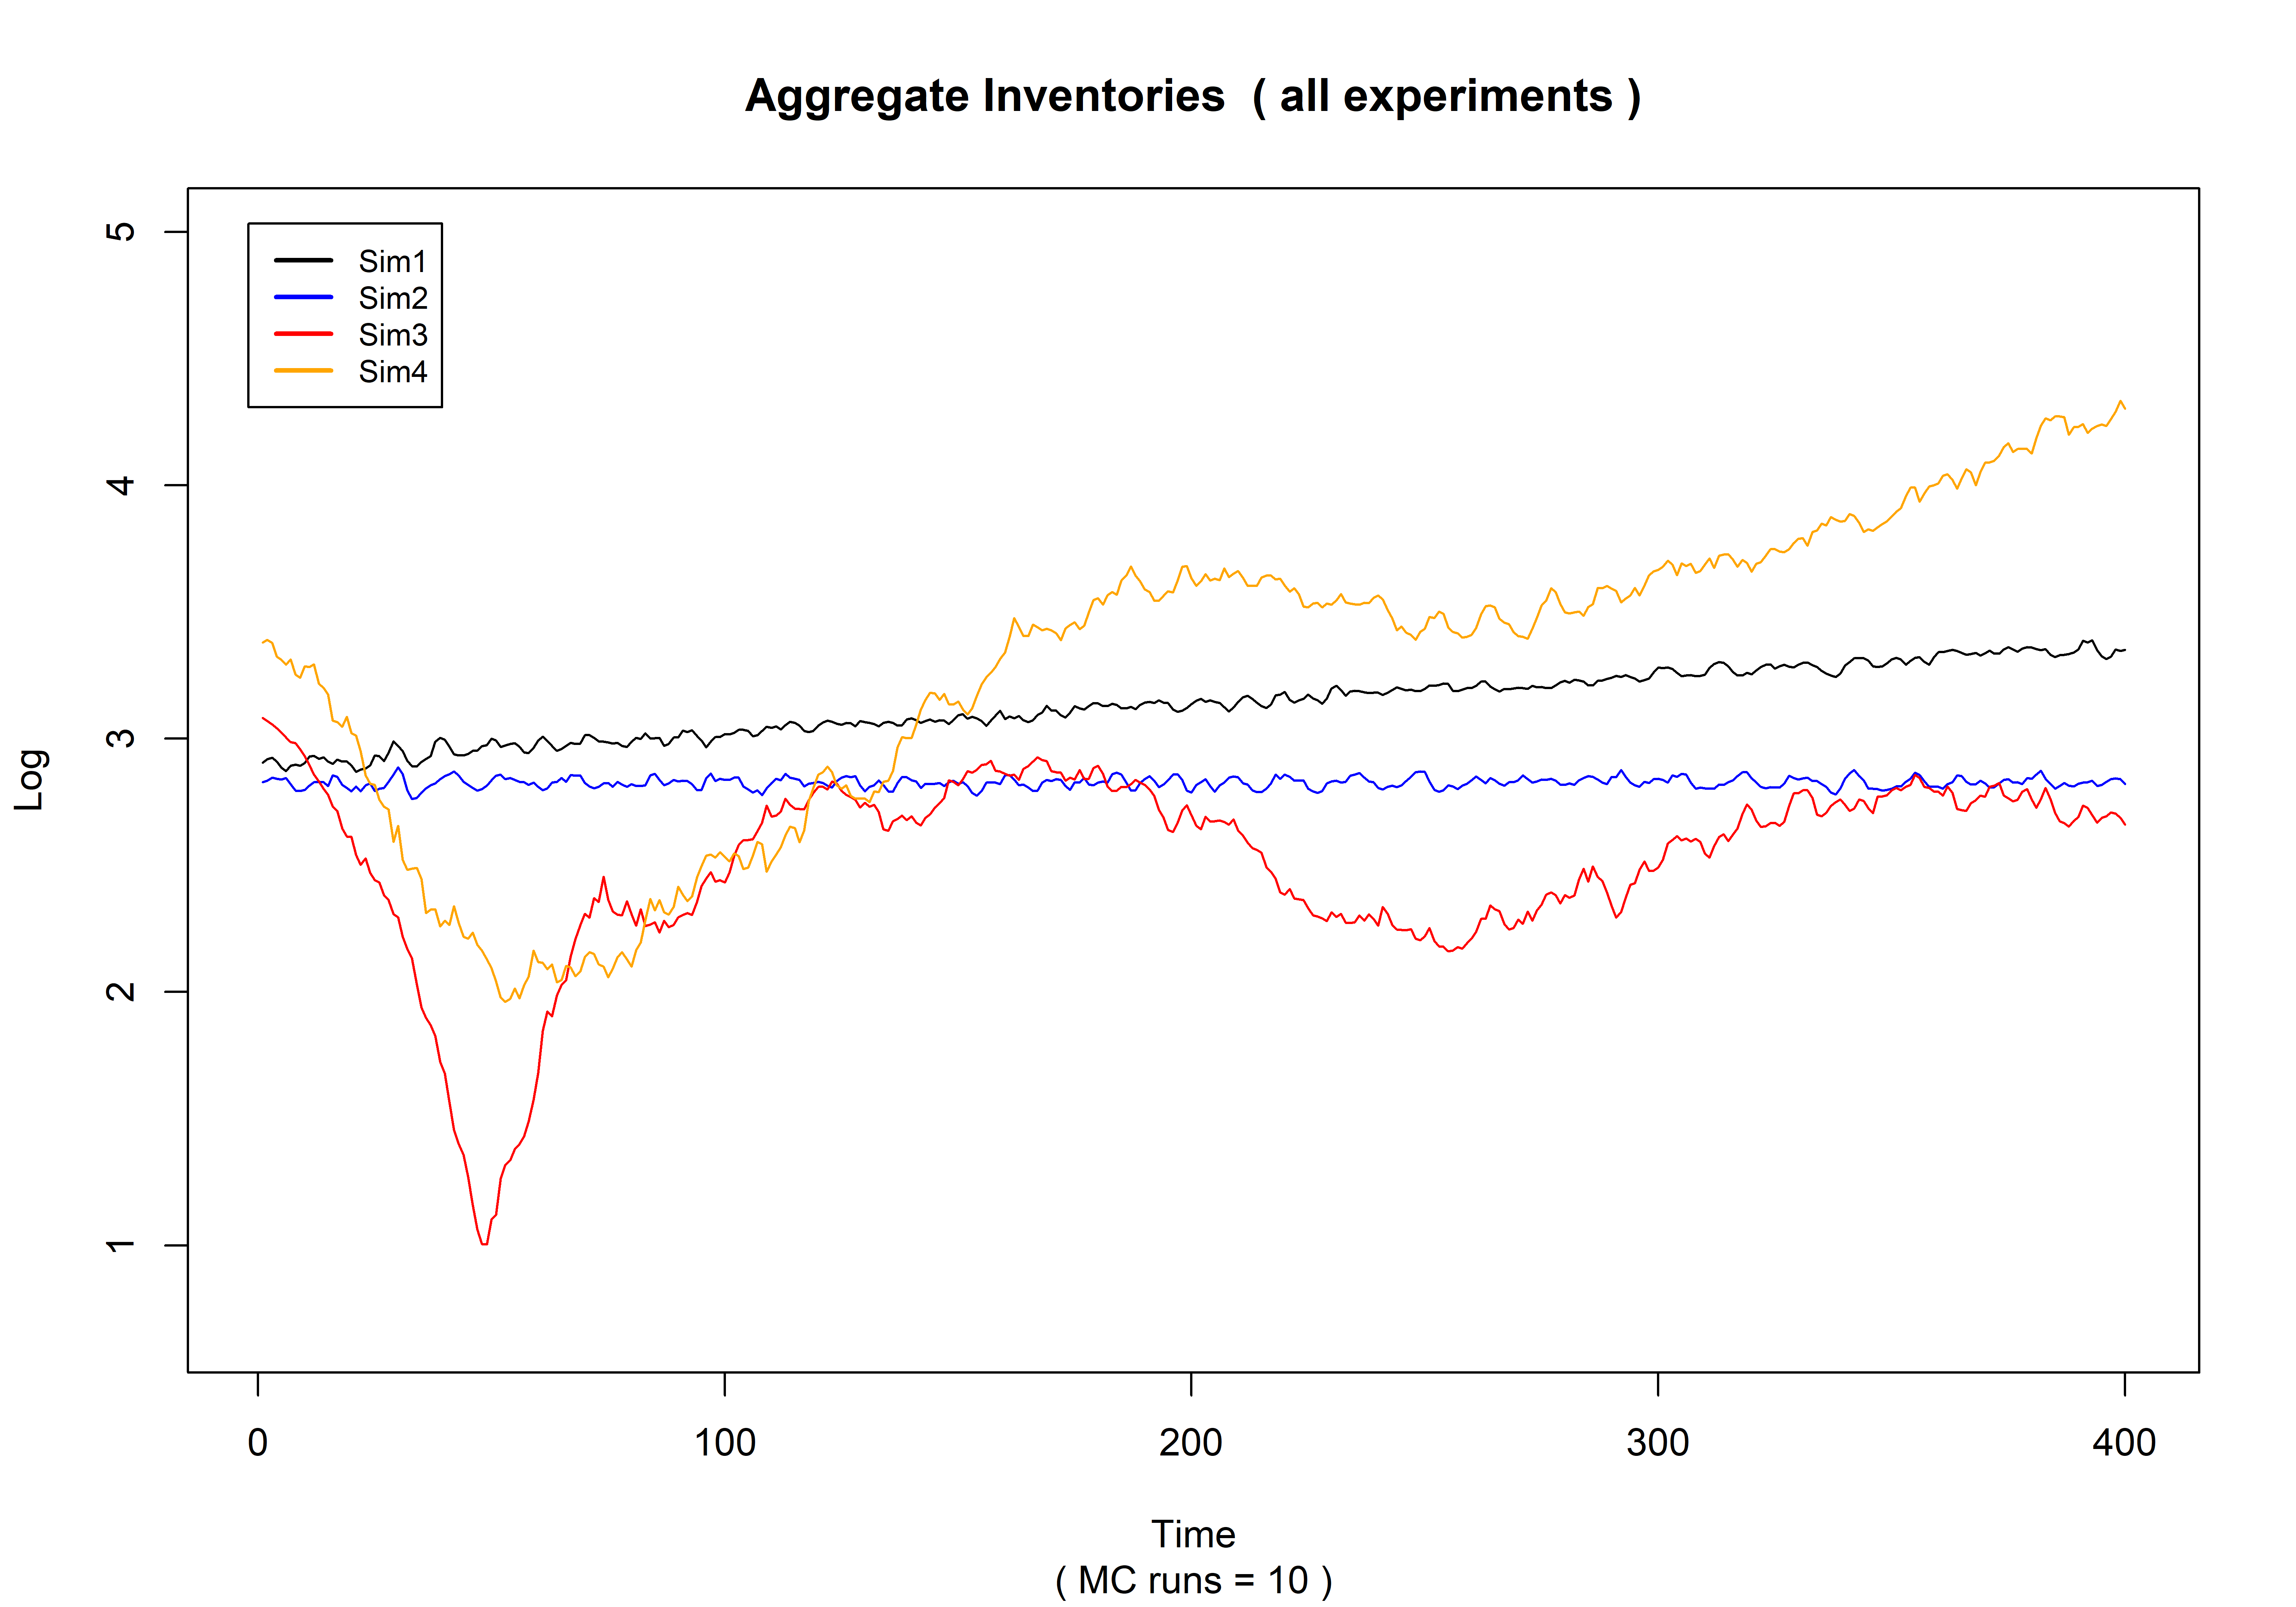 Aggregate Inventories ( all experiments )
Sim1
Sim2
Sim3
Sim4
5
4
3
2
1
Log
0 100 200 300 400
Time
( MC runs = 10 )